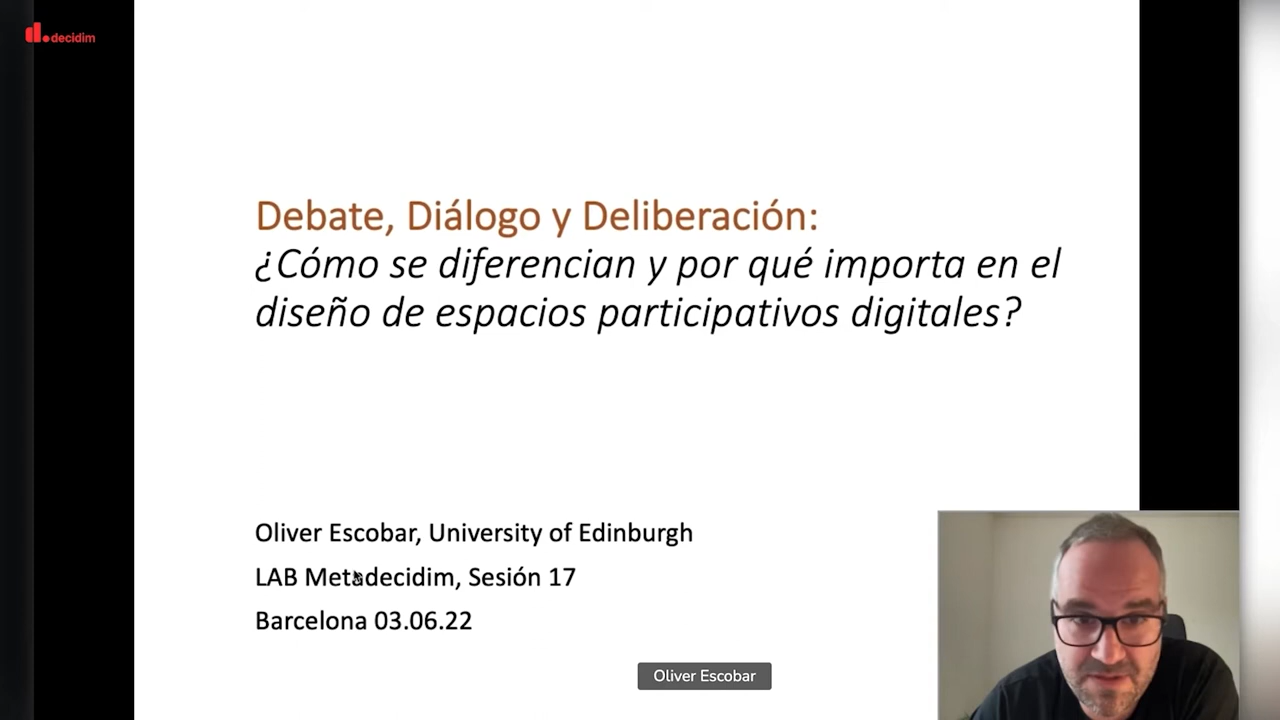 decidim
Debate, Diálogo y Deliberación:
¿Cómo se diferencian y por qué importa en el
diseño de espacios participativos digitales?
Oliver Escobar, University of Edinburgh
LAB Metadecidim, Sesión 17
Barcelona 03.06.22
Oliver Escobar